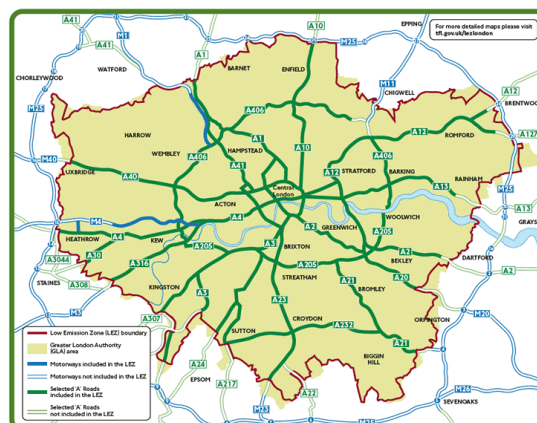 For more detailed maps please visit
tfl.gov.uk/lezlondon
A41
M1
A10
EPPING
A41
M25
WATFORD
A1
BARNET
ENFIELD
CHORLEYWOOD
M11
CHIGWELL
A12
M25
A406
BRENTWOOD
HARROW
A1
A12
ROMFORD
A127
WEMBLEY
HAMPSTEAD
A10
M40
A406
A41
A406
UXBRIDGE
A40
A12
STRATFORD
BARKING
RAINHAM
A13
M25
Central
London
ACTON
A4
WOOLWICH
A13
M4
A2
GREENWICH
GRAYS
HEATHROW
A4
KEW
A205
A3
BRIXTON
A205
A30
A2
DARTFORD
A3044
A316
A205
BEXLEY
A2
STAINES
A308
STREATHAM
A21
A20
KINGSTON
A3
BROMLEY
M3
A23
M20
A307
CROYDON
ORPINGTON
SUTTON
A232
A21
A24
BIGGIN
HILL
EPSOM
A217
A22
M26
M23
M25
SEVENOAKS
Low Emission Zone (LEZ) boundary
Greater London Authority
(GLA) area
Motorways included in the LEZ
Motorways not included in the LEZ
Selected 'A' Roads
included in the LEZ
Selected 'A' Roads
not included in the LEZ